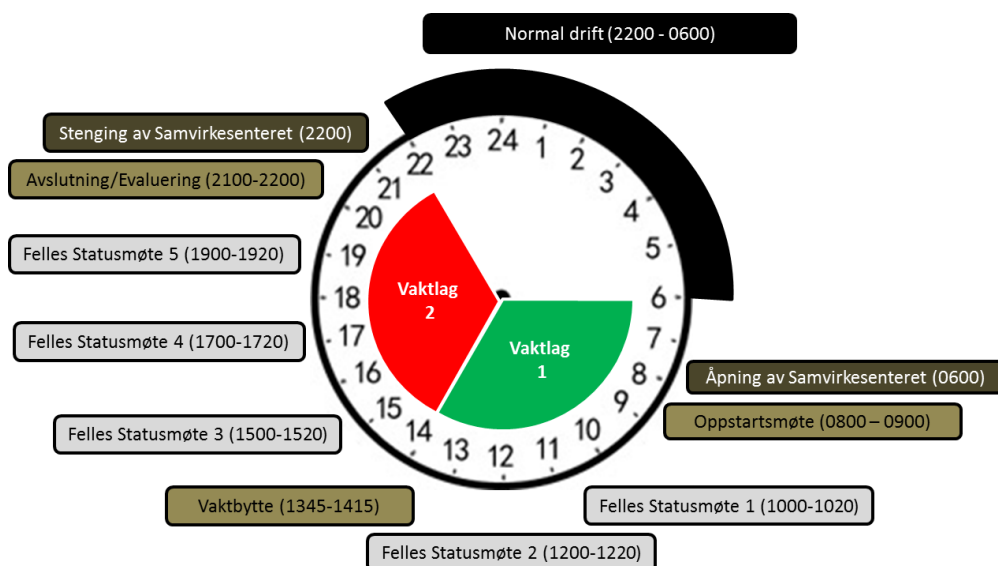 Normal drift (2200 - 0600)
Stenging av Samvirkesenteret (2200)
Avslutning/Evaluering (2100-2200)
Felles Statusmøte 5 (1900-1920)
Felles Statusmøte 4 (1700-1720)
Felles Statusmøte 3 (1500-1520)
Vaktbytte (1345-1415)
Felles Statusmøte 2 (1200-1220)
Felles Statusmøte 1 (1000-1020)
Oppstartsmøte (0800 – 0900)
Åpning av Samvirkesenteret (0600)
24
1
2
3
4
5
6
7
8
9
10
11
12
13
14
15
16
17
18
19
20
21
22
23
Vaktlag
2
Vaktlag
1